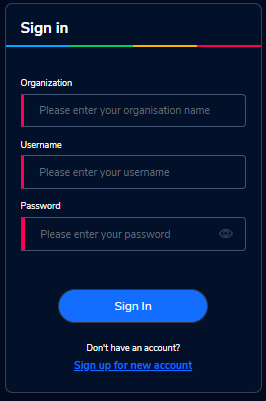 Sign in
Organization
Please enter your organisation name
Username
Please enter your username
Password
Please enter your password
Sign In
Don't have an account?
Sign up for new account